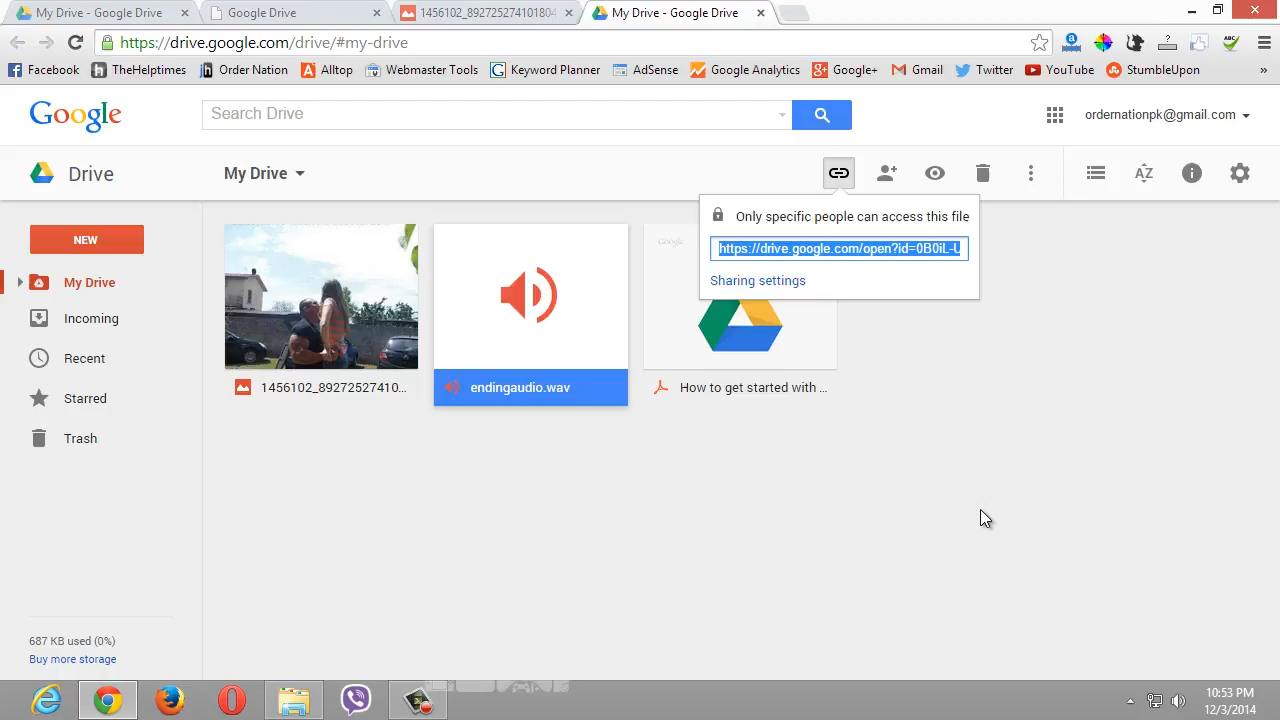 My Drive - Google Drive
Google Drive
1456102_892725274101804
My Drive - Google Drive
https://drive.google.com/drive/#my-drive
ABC
Facebook
TheHelptimes
Order Nation
Alltop
Webmaster Tools
Keyword Planner
AdSense
Google Analytics
Google+
Gmail
Twitter
YouTube
StumbleUpon
»
Google
Search Drive
ordernationpk@gmail.com
Drive
My Drive
AZ
Only specific people can access this file
https://drive.google.com/open?id=0B0iL-U
Sharing settings
NEW
My Drive
Incoming
Recent
Starred
Trash
Google
1456102_89272527410...
endingaudio.wav
How to get started with ...
687 KB used (0%)
Buy more storage
10:53 PM
12/3/2014